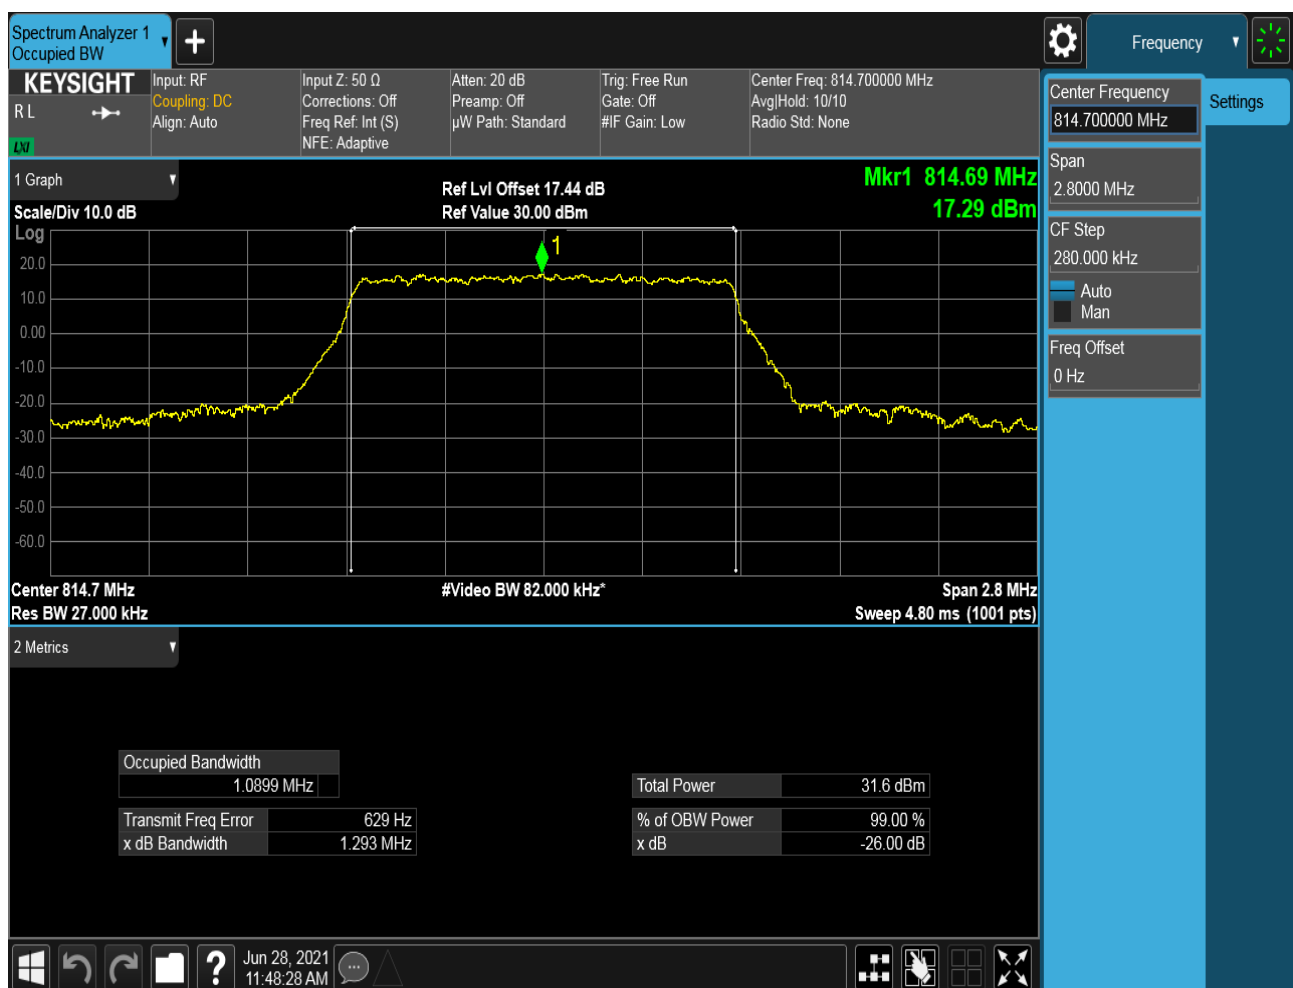 Spectrum Analyzer 1
Occupied BW
Frequency
KEYSIGHT
R L
LXI
Input: RF
Coupling: DC
Align: Auto
Input Z: 50 Ω
Corrections: Off
Freq Ref: Int (S)
NFE: Adaptive
Atten: 20 dB
Preamp: Off
µW Path: Standard
Trig: Free Run
Gate: Off
#IF Gain: Low
Center Freq: 814.700000 MHz
Avg|Hold: 10/10
Radio Std: None
Center Frequency
814.700000 MHz
Settings
Span
2.8000 MHz
CF Step
280.000 kHz
Auto
Man
Freq Offset
0 Hz
1 Graph
Scale/Div 10.0 dB
Ref Lvl Offset 17.44 dB
Ref Value 30.00 dBm
Mkr1 814.69 MHz
17.29 dBm
Log
1
20.0
10.0
0.00
-10.0
-20.0
-30.0
-40.0
-50.0
-60.0
Center 814.7 MHz
#Video BW 82.000 kHz*
Span 2.8 MHz
Res BW 27.000 kHz
Sweep 4.80 ms (1001 pts)
2 Metrics
Occupied Bandwidth
1.0899 MHz
Total Power 31.6 dBm
Transmit Freq Error 629 Hz
% of OBW Power 99.00 %
x dB Bandwidth 1.293 MHz
x dB -26.00 dB
?
Jun 28, 2021
11:48:28 AM